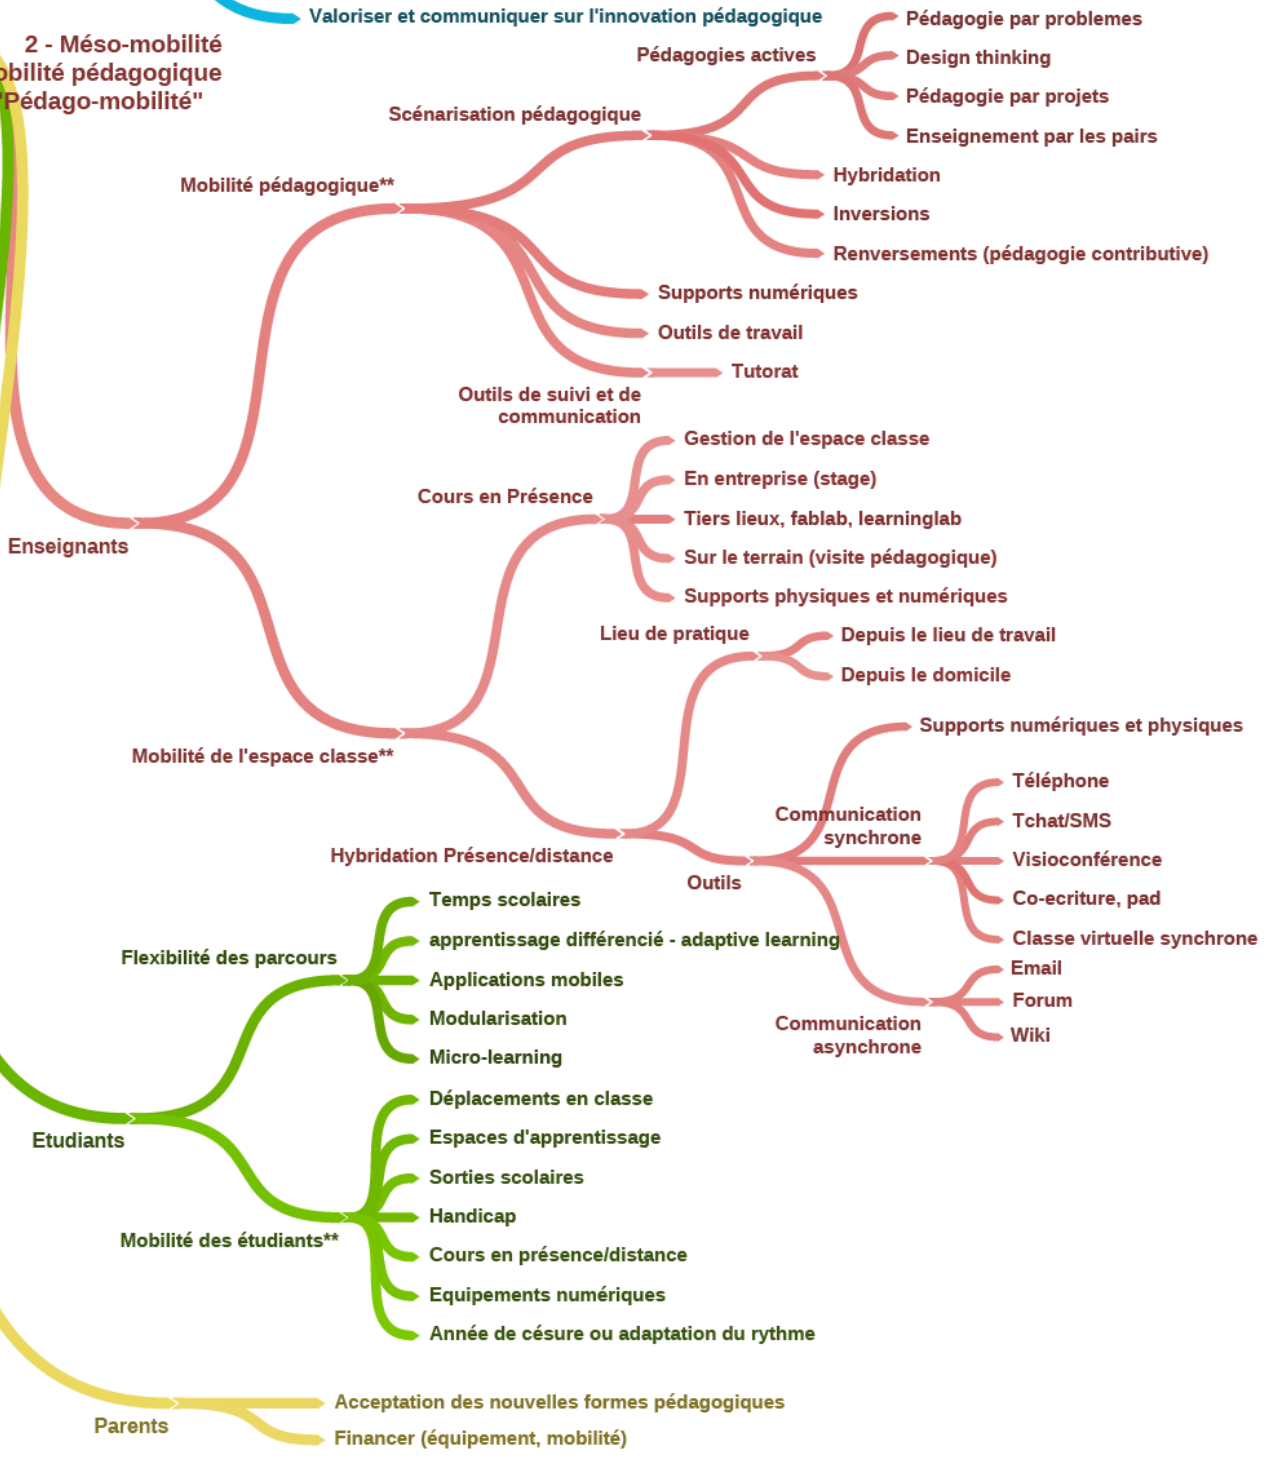 Valoriser et communiquer sur l'innovation pédagogique
2 - Méso-mobilité
pédagogique
"Pédago-mobilité"
Pédagogies actives
Pédagogie par problemes
Design thinking
Pédagogie par projets
Enseignement par les pairs
Scénarisation pédagogique
Hybridation
Inversions
Renversements (pédagogie contributive)
Mobilité pédagogique**
Supports numériques
Outils de travail
Tutorat
Outils de suivi et de
communication
Enseignants
Cours en Présence
Gestion de l'espace classe
En entreprise (stage)
Tiers lieux, fablab, learninglab
Sur le terrain (visite pédagogique)
Supports physiques et numériques
Mobilité de l'espace classe**
Lieu de pratique
Depuis le lieu de travail
Depuis le domicile
Hybridation Présence/distance
Outils
Supports numériques et physiques
Communication
synchrone
Téléphone
Tchat/SMS
Visioconférence
Co-ecriture, pad
Classe virtuelle synchrone
Communication
asynchrone
Email
Forum
Wiki
Etudiants
Flexibilité des parcours
Temps scolaires
apprentissage différencié - adaptive learning
Applications mobiles
Modularisation
Micro-learning
Mobilité des étudiants**
Déplacements en classe
Espaces d'apprentissage
Sorties scolaires
Handicap
Cours en présence/distance
Equipements numériques
Année de césure ou adaptation du rythme
Parents
Acceptation des nouvelles formes pédagogiques
Financer (équipement, mobilité)